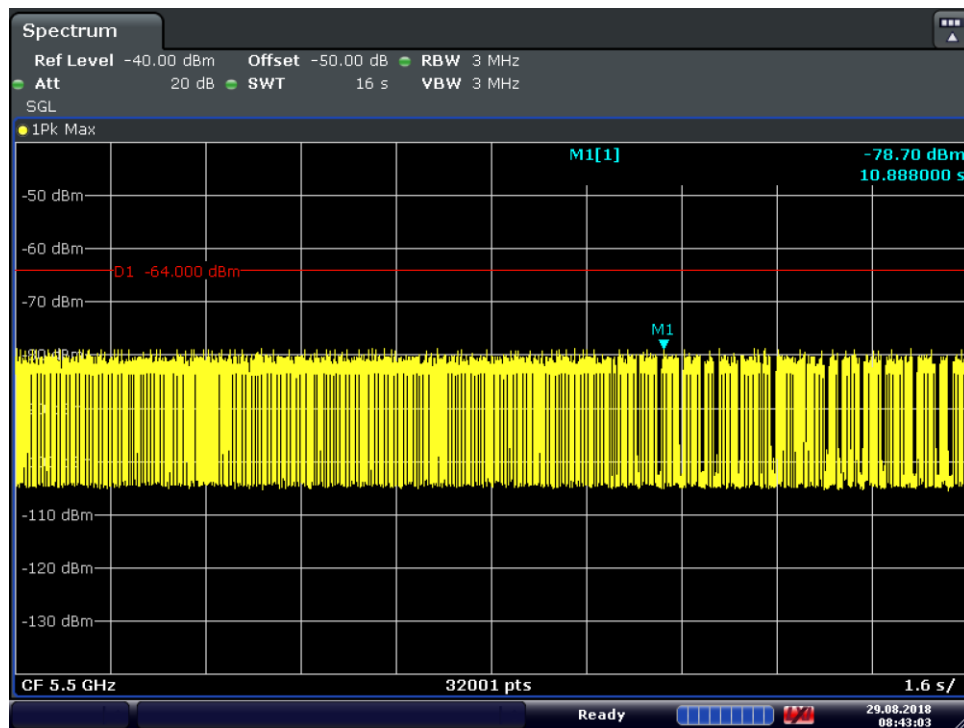 Spectrum
Ref Level -40.00 dBm Offset -50.00 dB RBW 3 MHz
Att 20 dB SWT 16 s VBW 3 MHz
SGL
1Pk Max
M1[1] -78.70 dBm
10.888000 s
-50 dBm
-60 dBm
D1 -64.000 dBm
-70 dBm
M1
-80 dBm
-110 dBm
-120 dBm
-130 dBm
CF 5.5 GHz 32001 pts 1.6 s/
Ready 29.08.2018
08:43:03